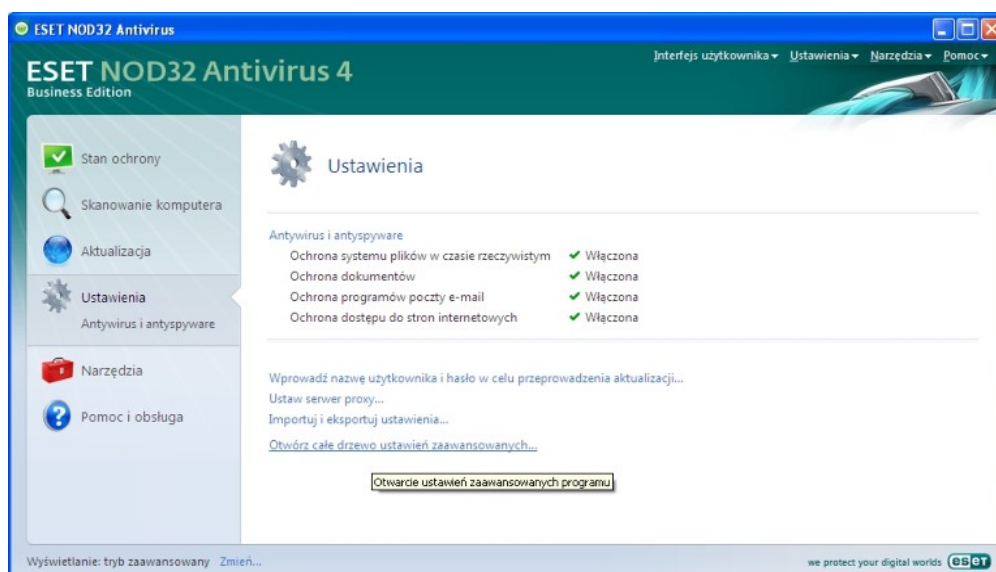 ESET NOD32 Antivirus
ESET NOD32 Antivirus 4
Business Edition
Interfejs użytkownika Ustawienia Narzędzia Pomoc
Stan ochrony
Skanowanie komputera
Aktualizacja
Ustawienia
Antywirus i antyspyware
Narzędzia
Pomoc i obsługa
Ustawienia
Antywirus i antyspyware
Ochrona systemu plików w czasie rzeczywistym Włączona
Ochrona dokumentów Włączona
Ochrona programów poczty e-mail Włączona
Ochrona dostępu do stron internetowych Włączona
Wprowadź nazwę użytkownika i hasło w celu przeprowadzenia aktualizacji...
Ustaw serwer proxy...
Importuj i eksportuj ustawienia...
Otwórz całe drzewo ustawień zaawansowanych...
Otwarcie ustawień zaawansowanych programu
Wyświetlanie: tryb zaawansowany Zmień...
we protect your digital worlds eset